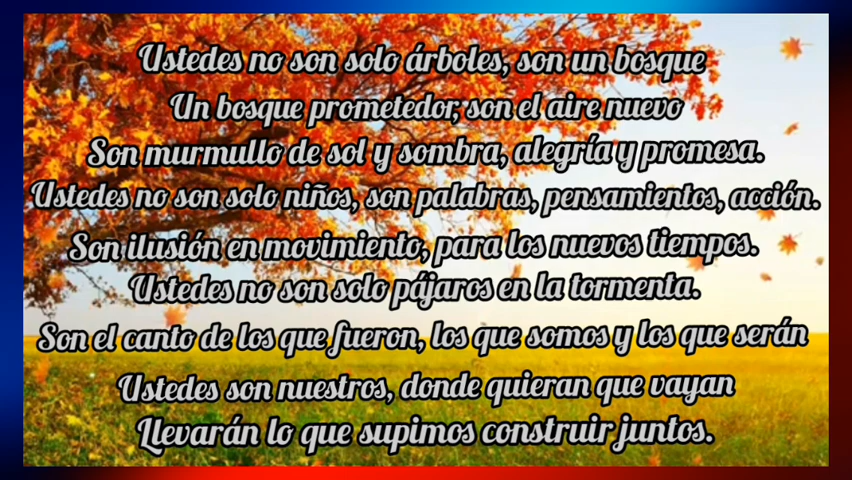 Ustedes no son solo árboles, son un bosque
Un bosque prometedor, son el aire nuevo
Son murmullo de sol y sombra, alegría y promesa.
Ustedes no son solo niños, son palabras, pensamientos, acción.
Son ilusión en movimiento, para los nuevos tiempos.
Ustedes no son solo pájaros en la tormenta.
Son el canto de los que fueron, los que somos y los que serán
Ustedes son nuestros, donde quieran que vayan
Llevarán lo que supimos construir juntos.